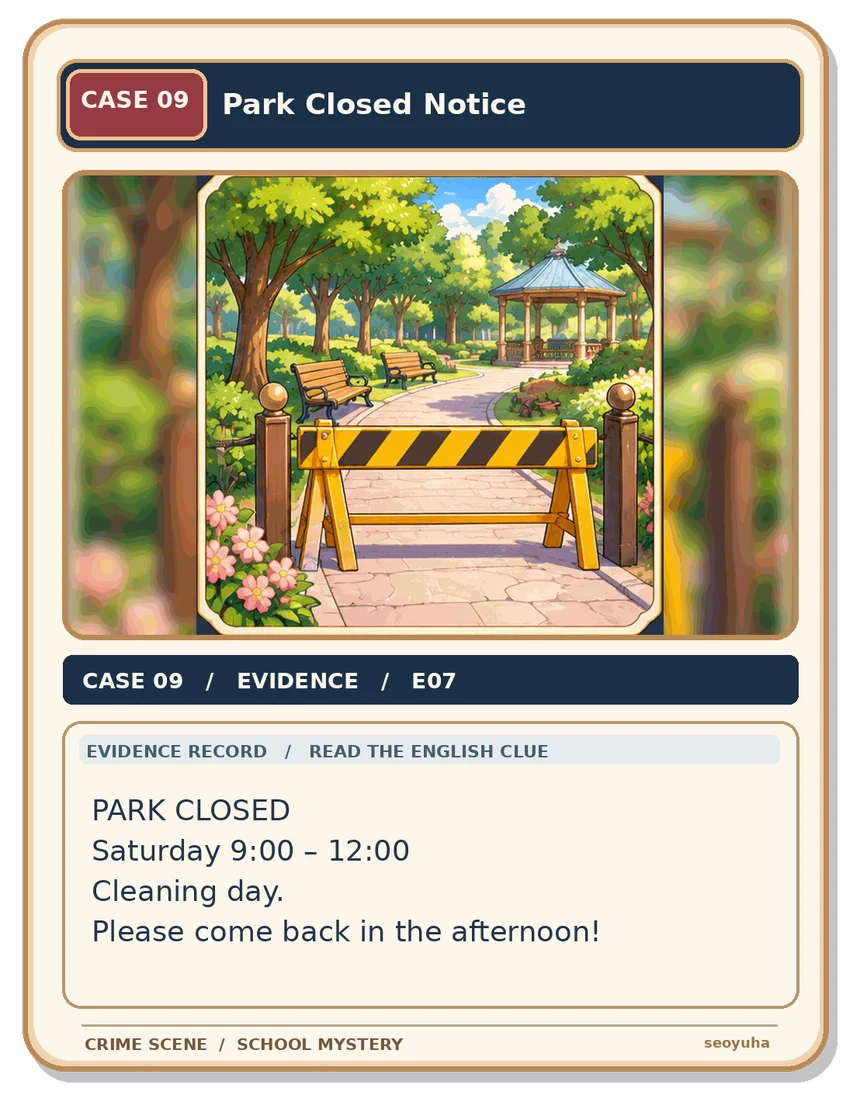 CASE 09
Park Closed Notice
CASE 09 / EVIDENCE / E07
EVIDENCE RECORD / READ THE ENGLISH CLUE
PARK CLOSED
Saturday 9:00 – 12:00
Cleaning day.
Please come back in the afternoon!
CRIME SCENE / SCHOOL MYSTERY
seoyuha